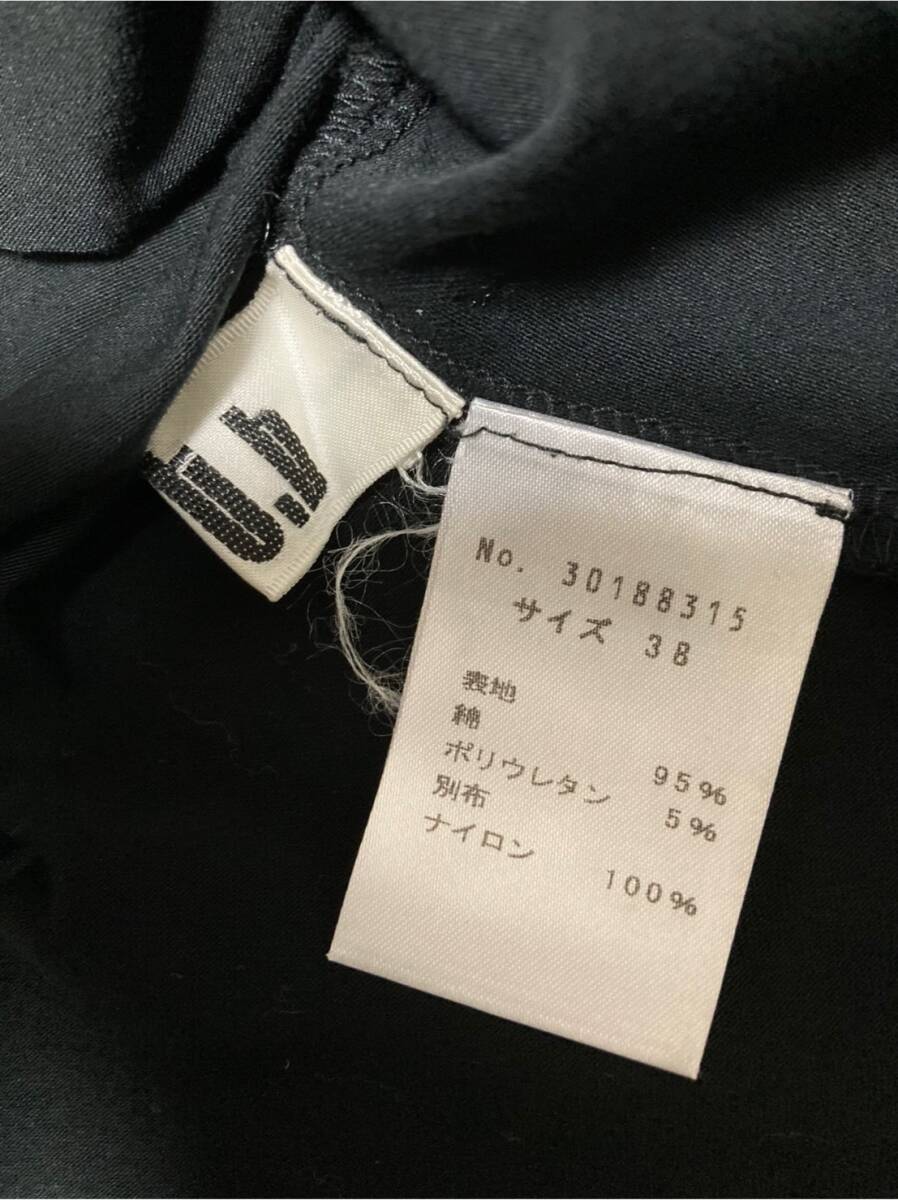 No. 30188315
サイズ 38
表地
綿 95%
ポリウレタン 5%
別布
ナイロン 100%